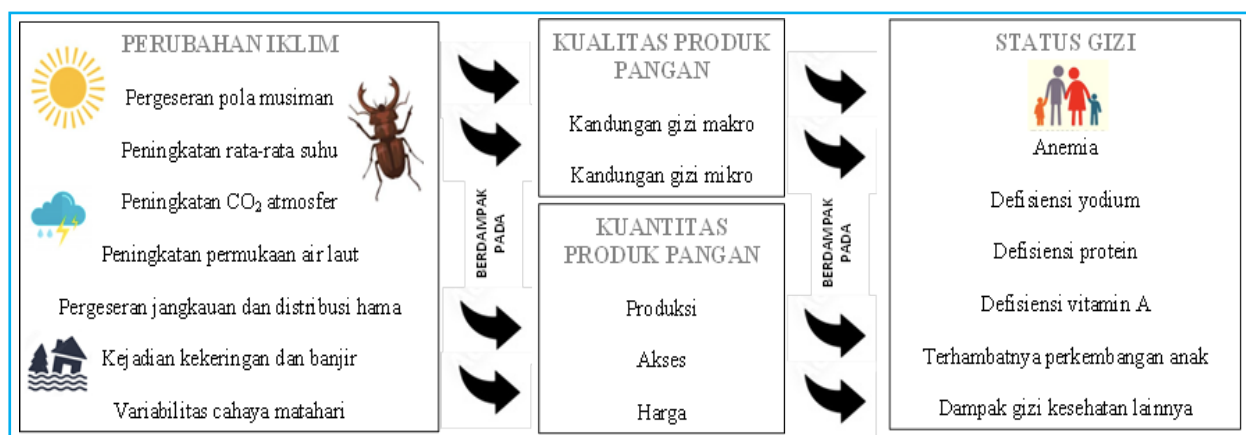 PERUBAHAN IKLIM
Pergeseran pola musiman
Peningkatan rata-rata suhu
Peningkatan CO₂ atmosfer
Peningkatan permukaan air laut
Pergeseran jangkauan dan distribusi hama
Kejadian kekeringan dan banjir
Variabilitas cahaya matahari
BERDAMPAK
PADA
KUALITAS PRODUK
PANGAN
Kandungan gizi makro
Kandungan gizi mikro
KUANTITAS
PRODUK PANGAN
Produksi
Akses
Harga
BERDAMPAK
PADA
STATUS GIZI
Anemia
Defisiensi yodium
Defisiensi protein
Defisiensi vitamin A
Terhambatnya perkembangan anak
Dampak gizi kesehatan lainnya